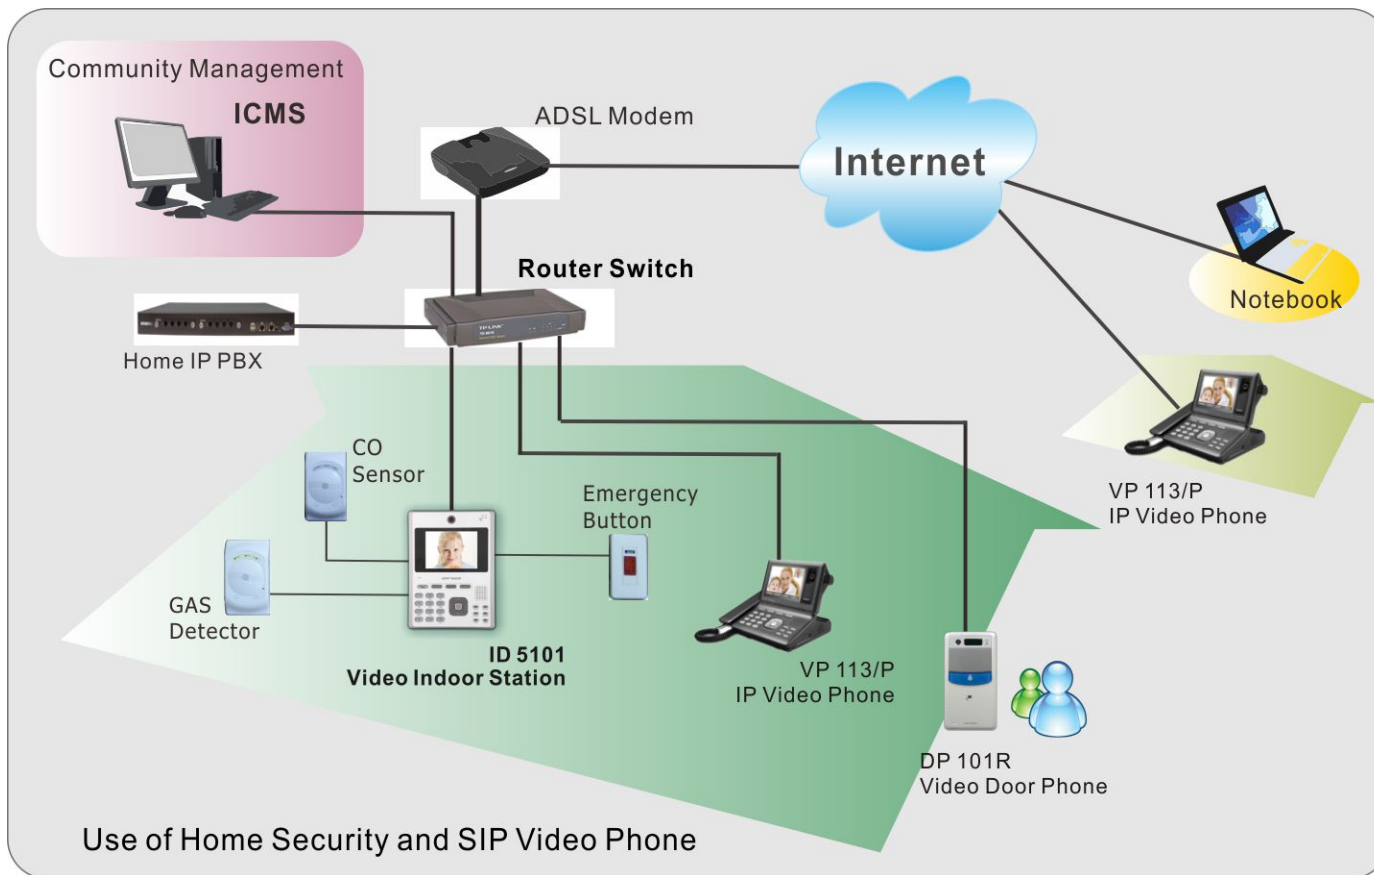 Community Management
ICMS
ADSL Modem
Internet
Router Switch
Notebook
TP-LINK
Home IP PBX
CO
Sensor
Emergency
Button
VP 113/P
IP Video Phone
GAS
Detector
ID 5101
Video Indoor Station
VP 113/P
IP Video Phone
DP 101R
Video Door Phone
Use of Home Security and SIP Video Phone